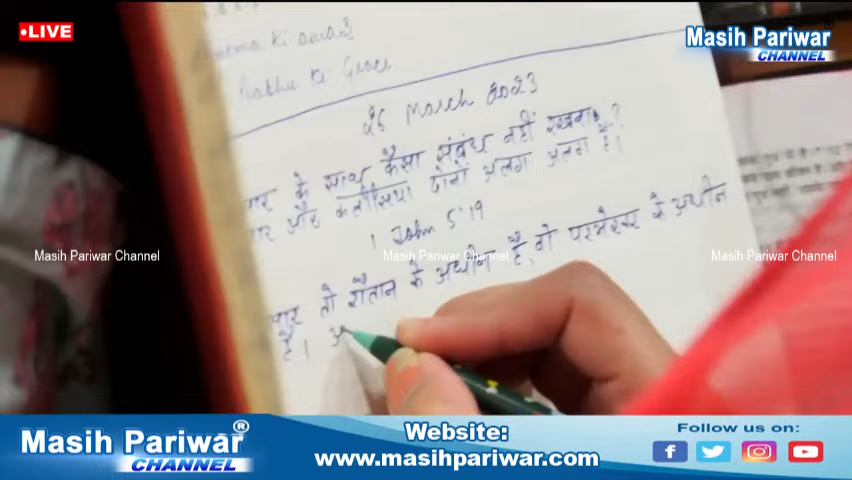 LIVE
Masih Pariwar
CHANNEL
ki
ki Grace
26 March 2023
के साथ कैसा संबंध नहीं रखना ?
और कलीसिया दोनों अलग अलग है।
1 John 5:19
तो शैतान के अधीन है, वो परमेश्वर के अधीन
है।
Masih Pariwar Channel
Masih Pariwar Channel
Masih Pariwar Channel
Masih Pariwar ®
CHANNEL
Website:
www.masihpariwar.com
Follow us on: